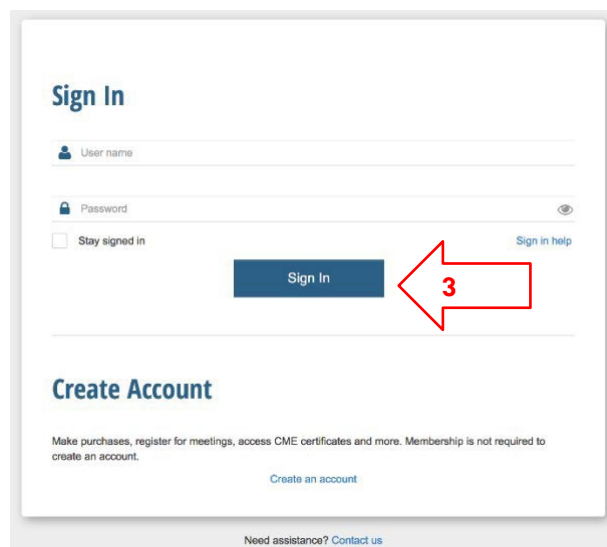 Sign In
User name
Password
Stay signed in
Sign in help
Sign In
3
Create Account
Make purchases, register for meetings, access CME certificates and more. Membership is not required to
create an account.
Create an account
Need assistance? Contact us